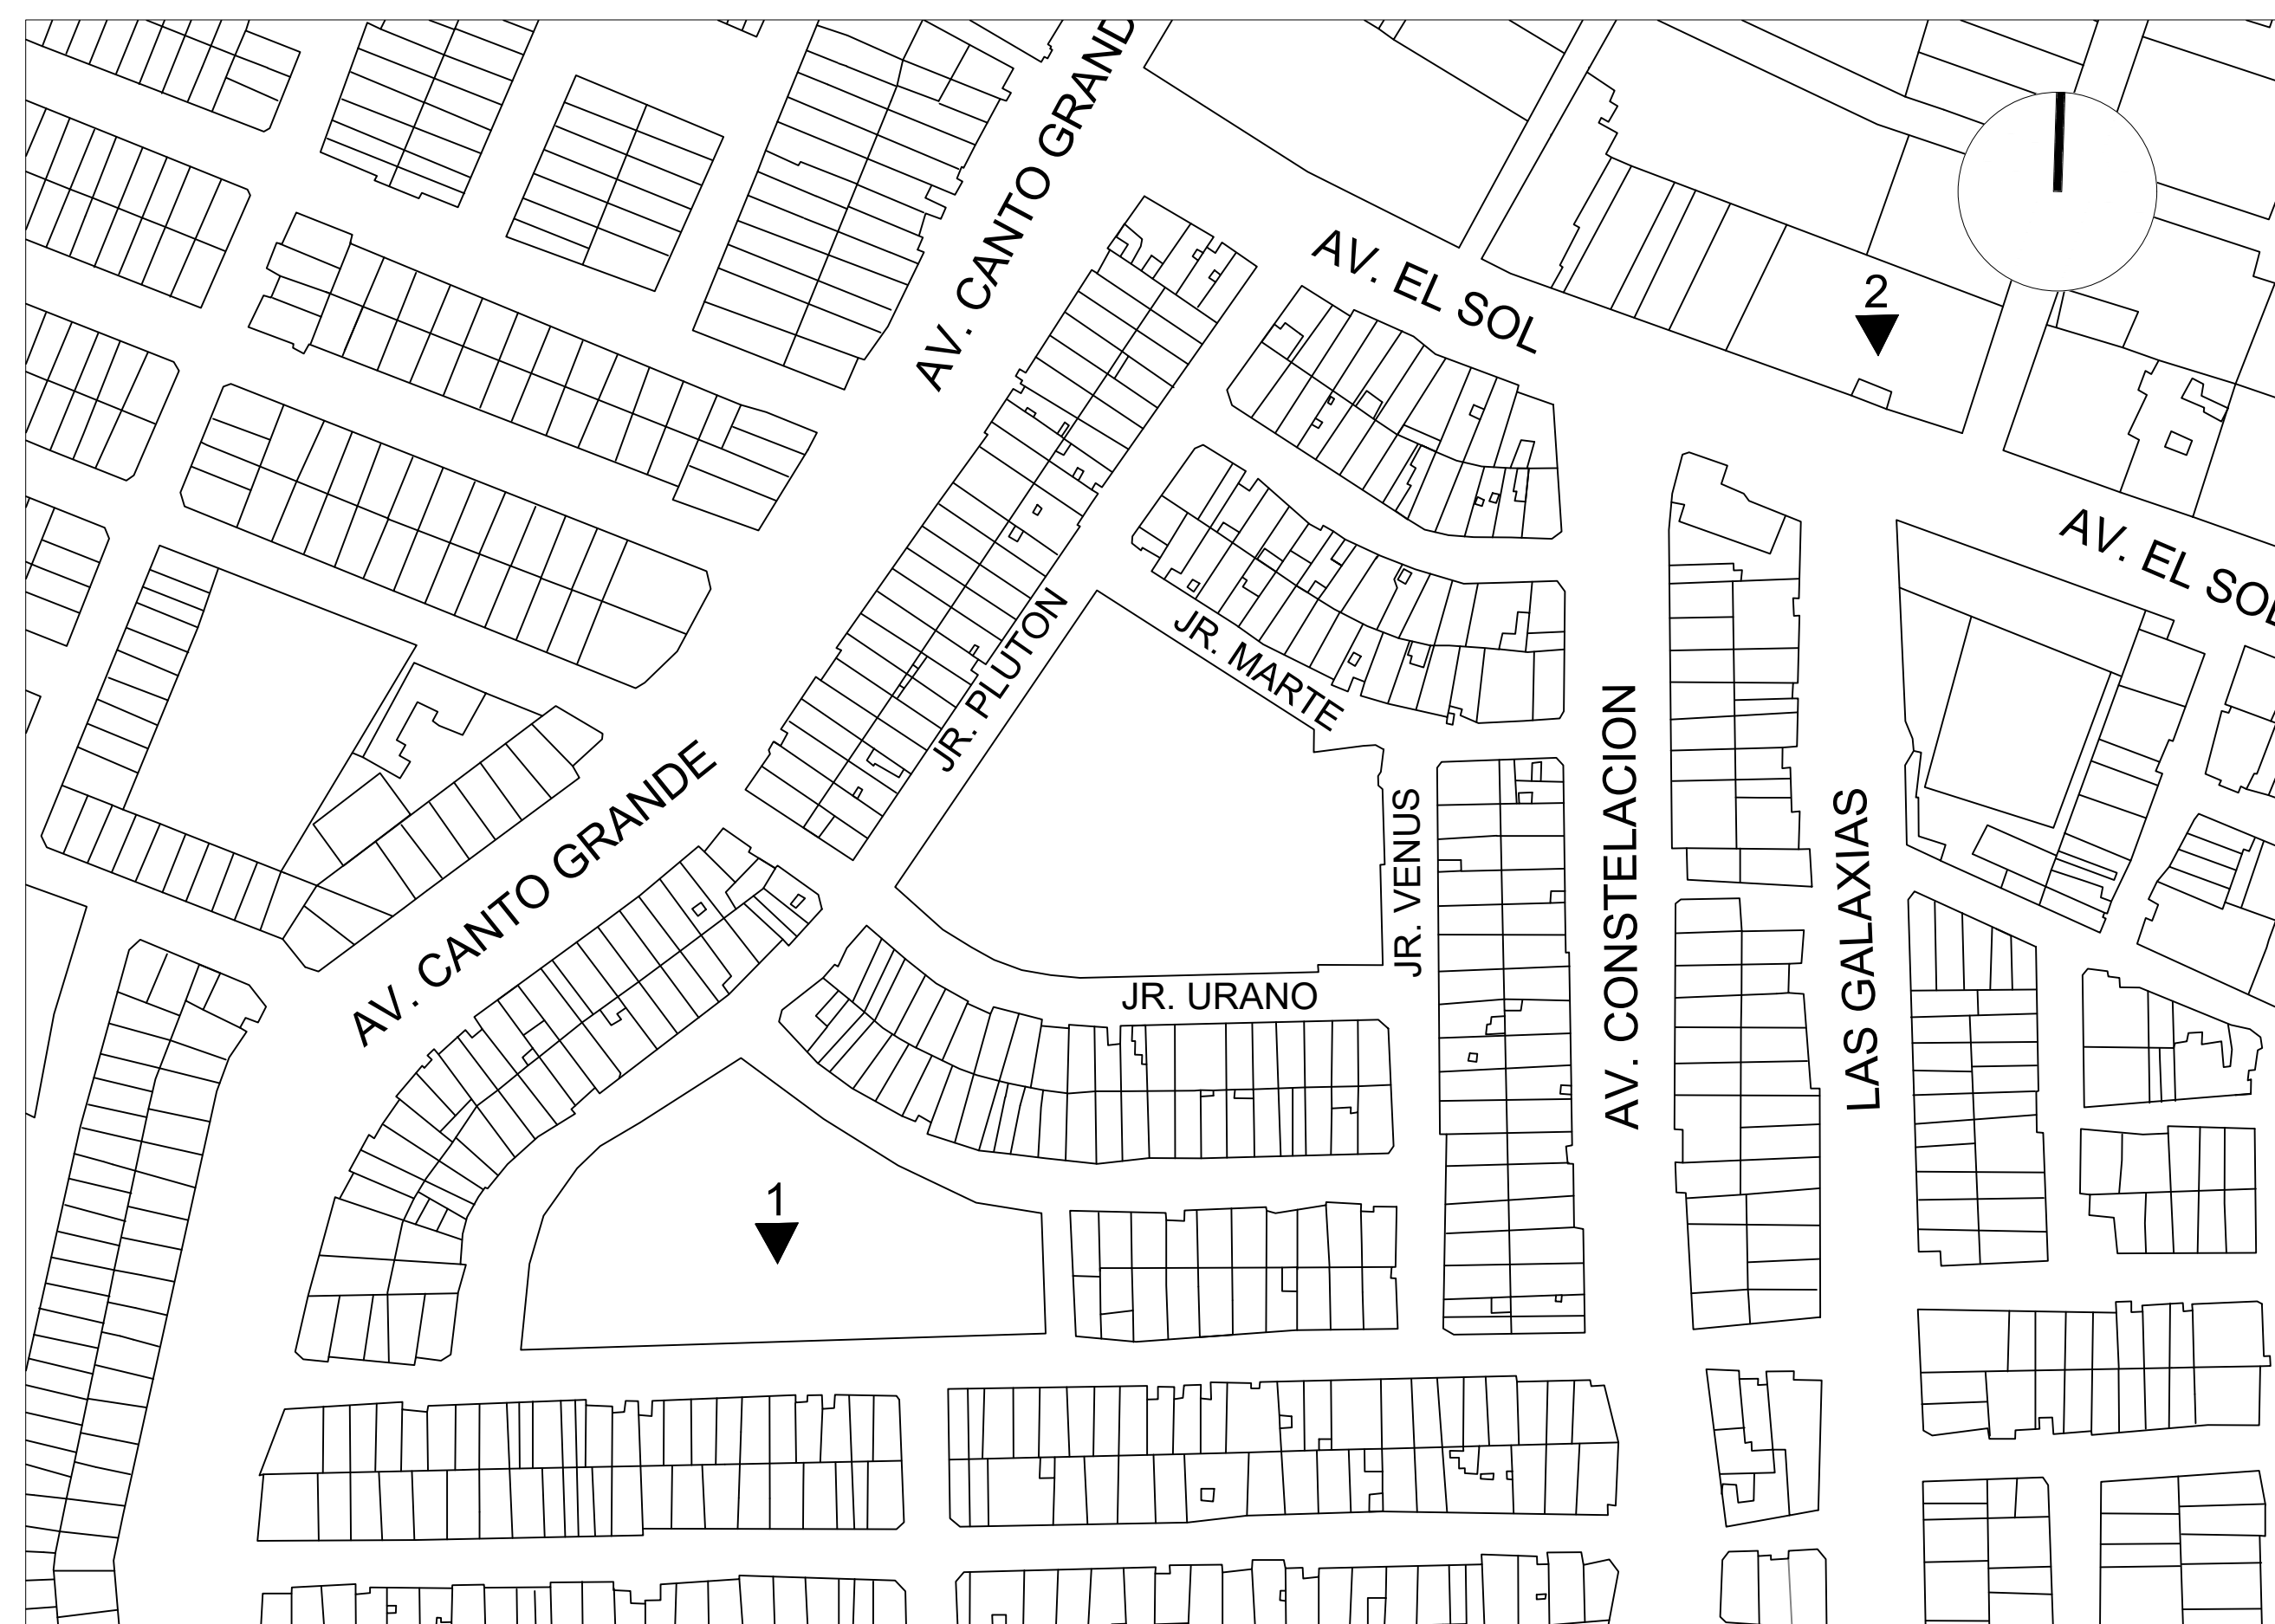 AV. CANTO GRAND
AV. EL SOL
2
AV. EL SOL
JR. PLUTON
JR. MARTE
AV. CANTO GRANDE
JR. VENUS
AV. CONSTELACION
LAS GALAXIAS
JR. URANO
1